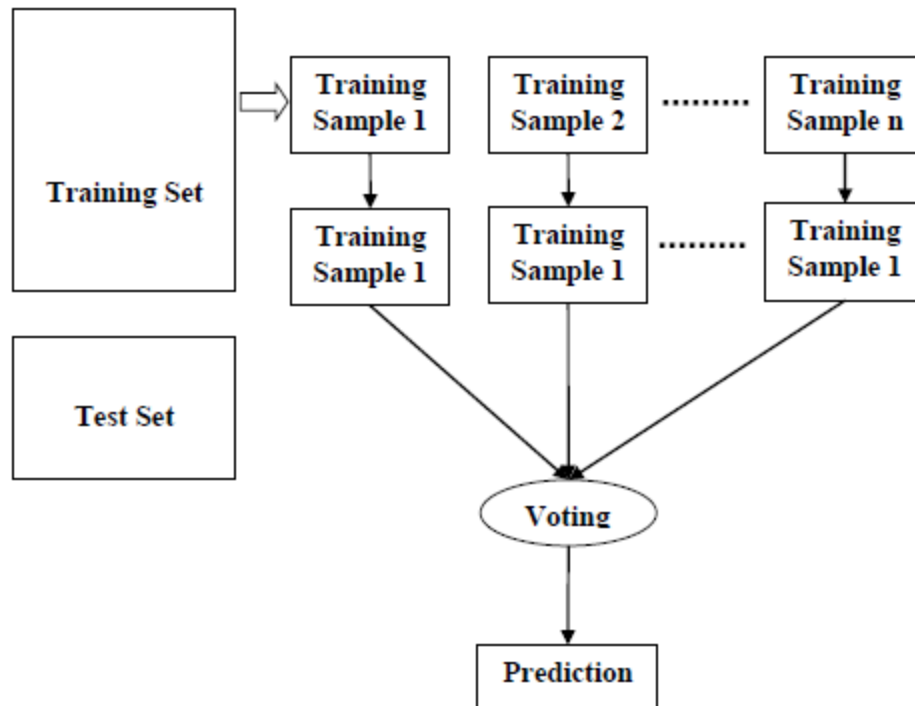 Training Set
Training
Sample 1
Training
Sample 2
.........
Training
Sample n
Training
Sample 1
Training
Sample 1
.........
Training
Sample 1
Test Set
Voting
Prediction